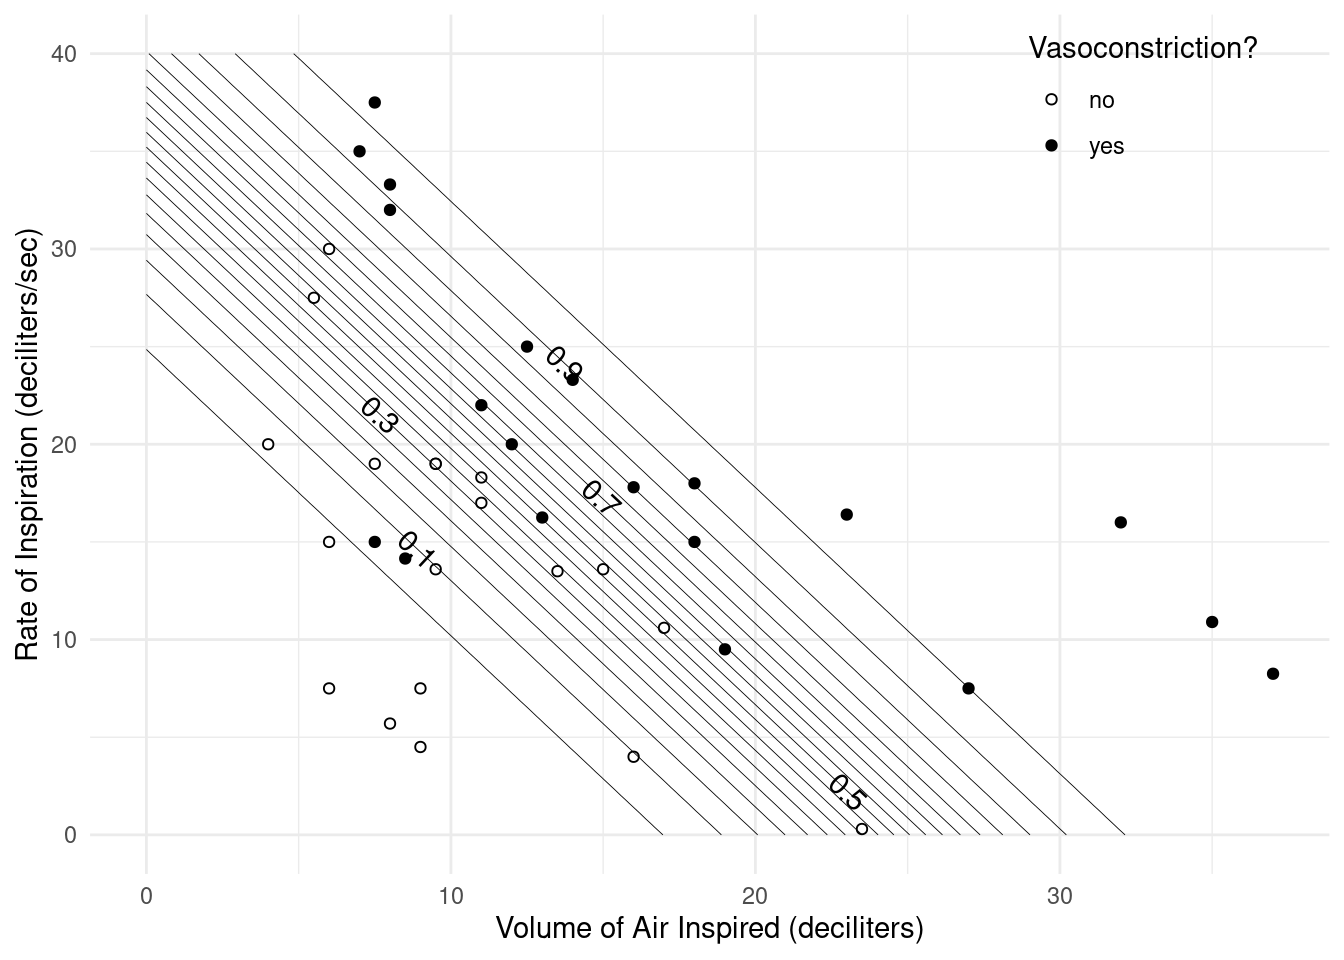 Vasoconstriction?
no
yes
Rate of Inspiration (deciliters/sec)
40
30
20
10
0
0.9
0.3
0.7
0.1
0.5
0
10
20
30
Volume of Air Inspired (deciliters)